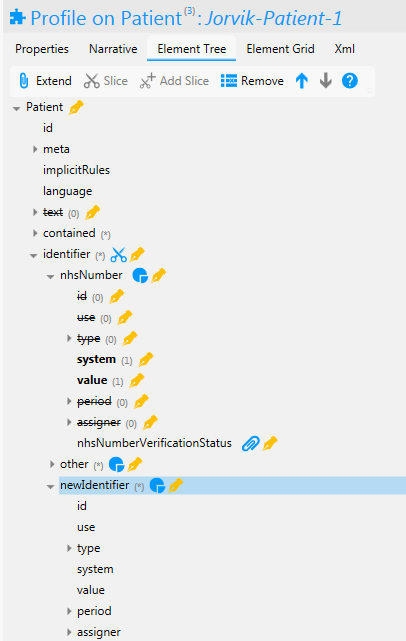 Profile on Patient(3): Jorvik-Patient-1
Properties Narrative Element Tree Element Grid Xml
Extend Slice Add Slice Remove ?
Patient
id
meta
implicitRules
language
text (0)
contained (*)
identifier (*)
nhsNumber
id (0)
use (0)
type (0)
system (1)
value (1)
period (0)
assigner (0)
nhsNumberVerificationStatus
other (*)
newIdentifier (*)
id
use
type
system
value
period
assigner